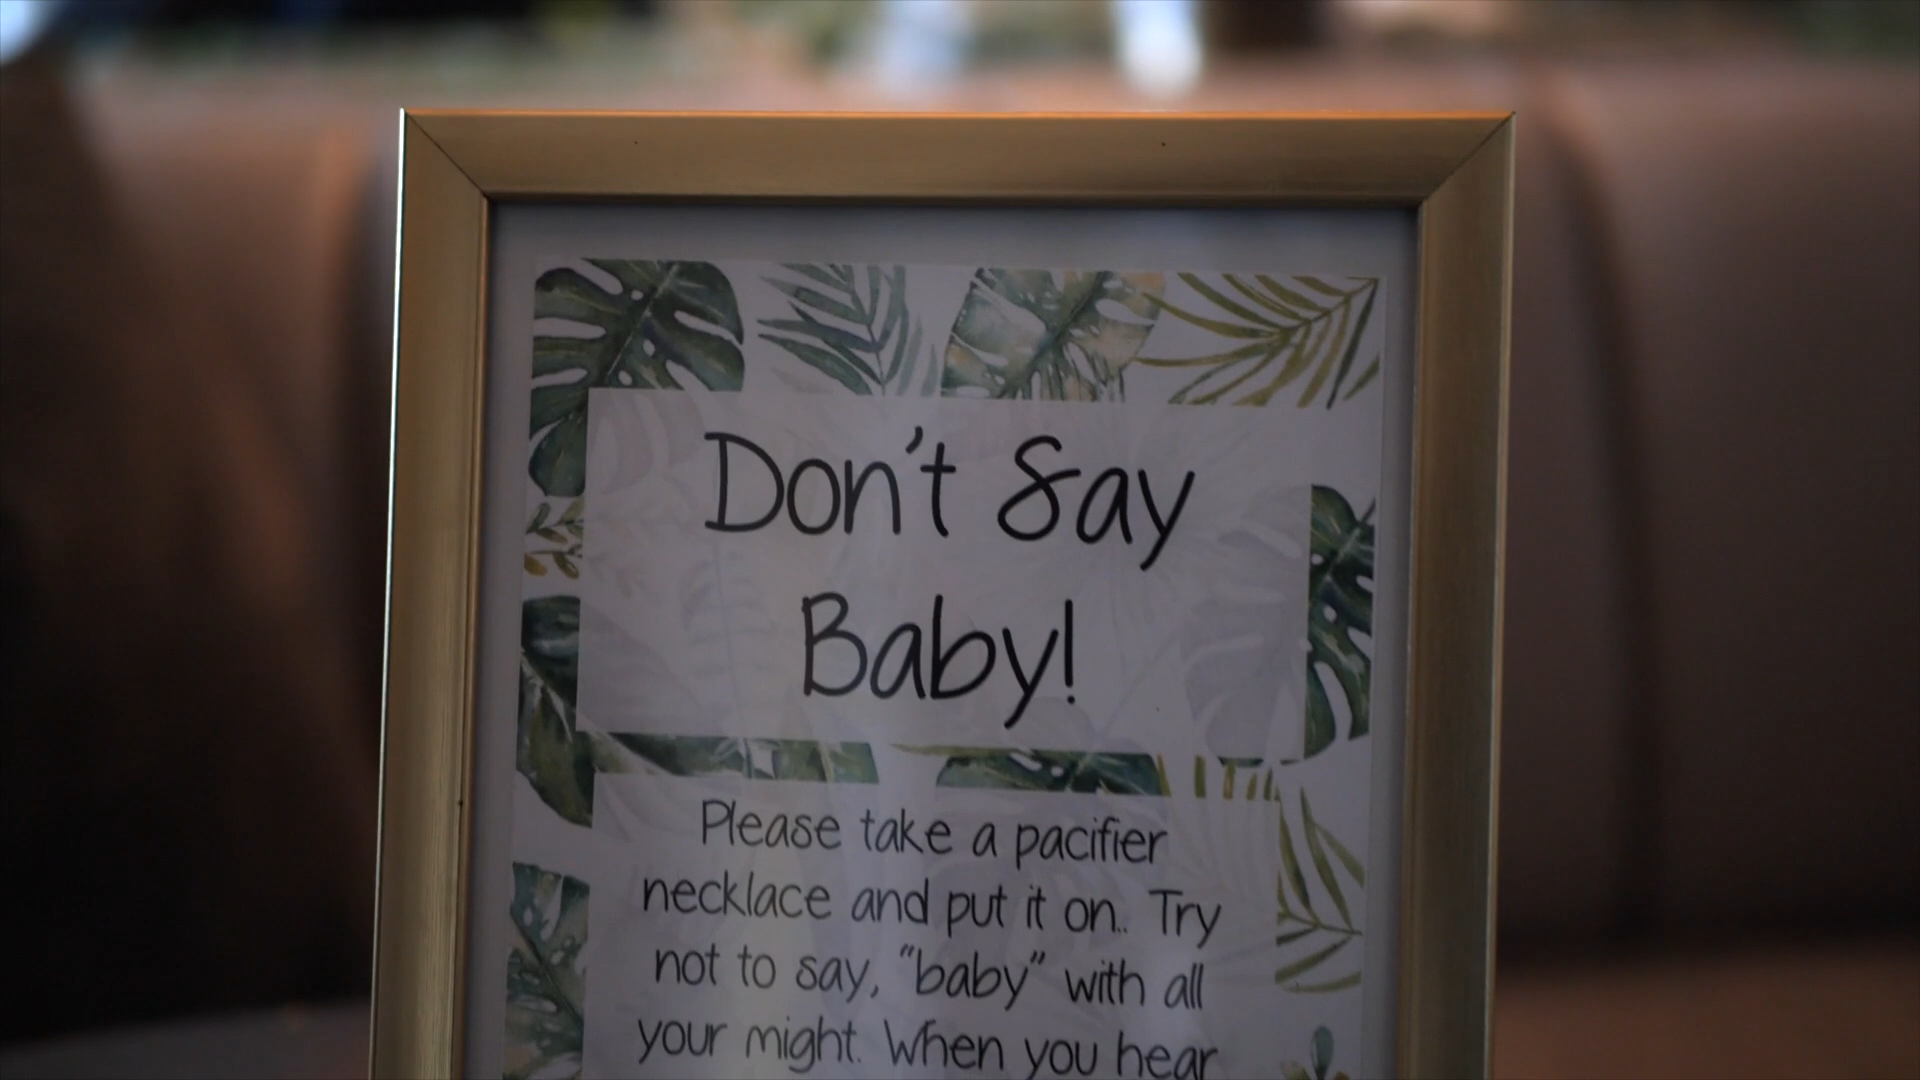 Don't Say
Baby!
Please take a pacifier
necklace and put it on.. Try
not to say, "baby" with all
your might. When you hear